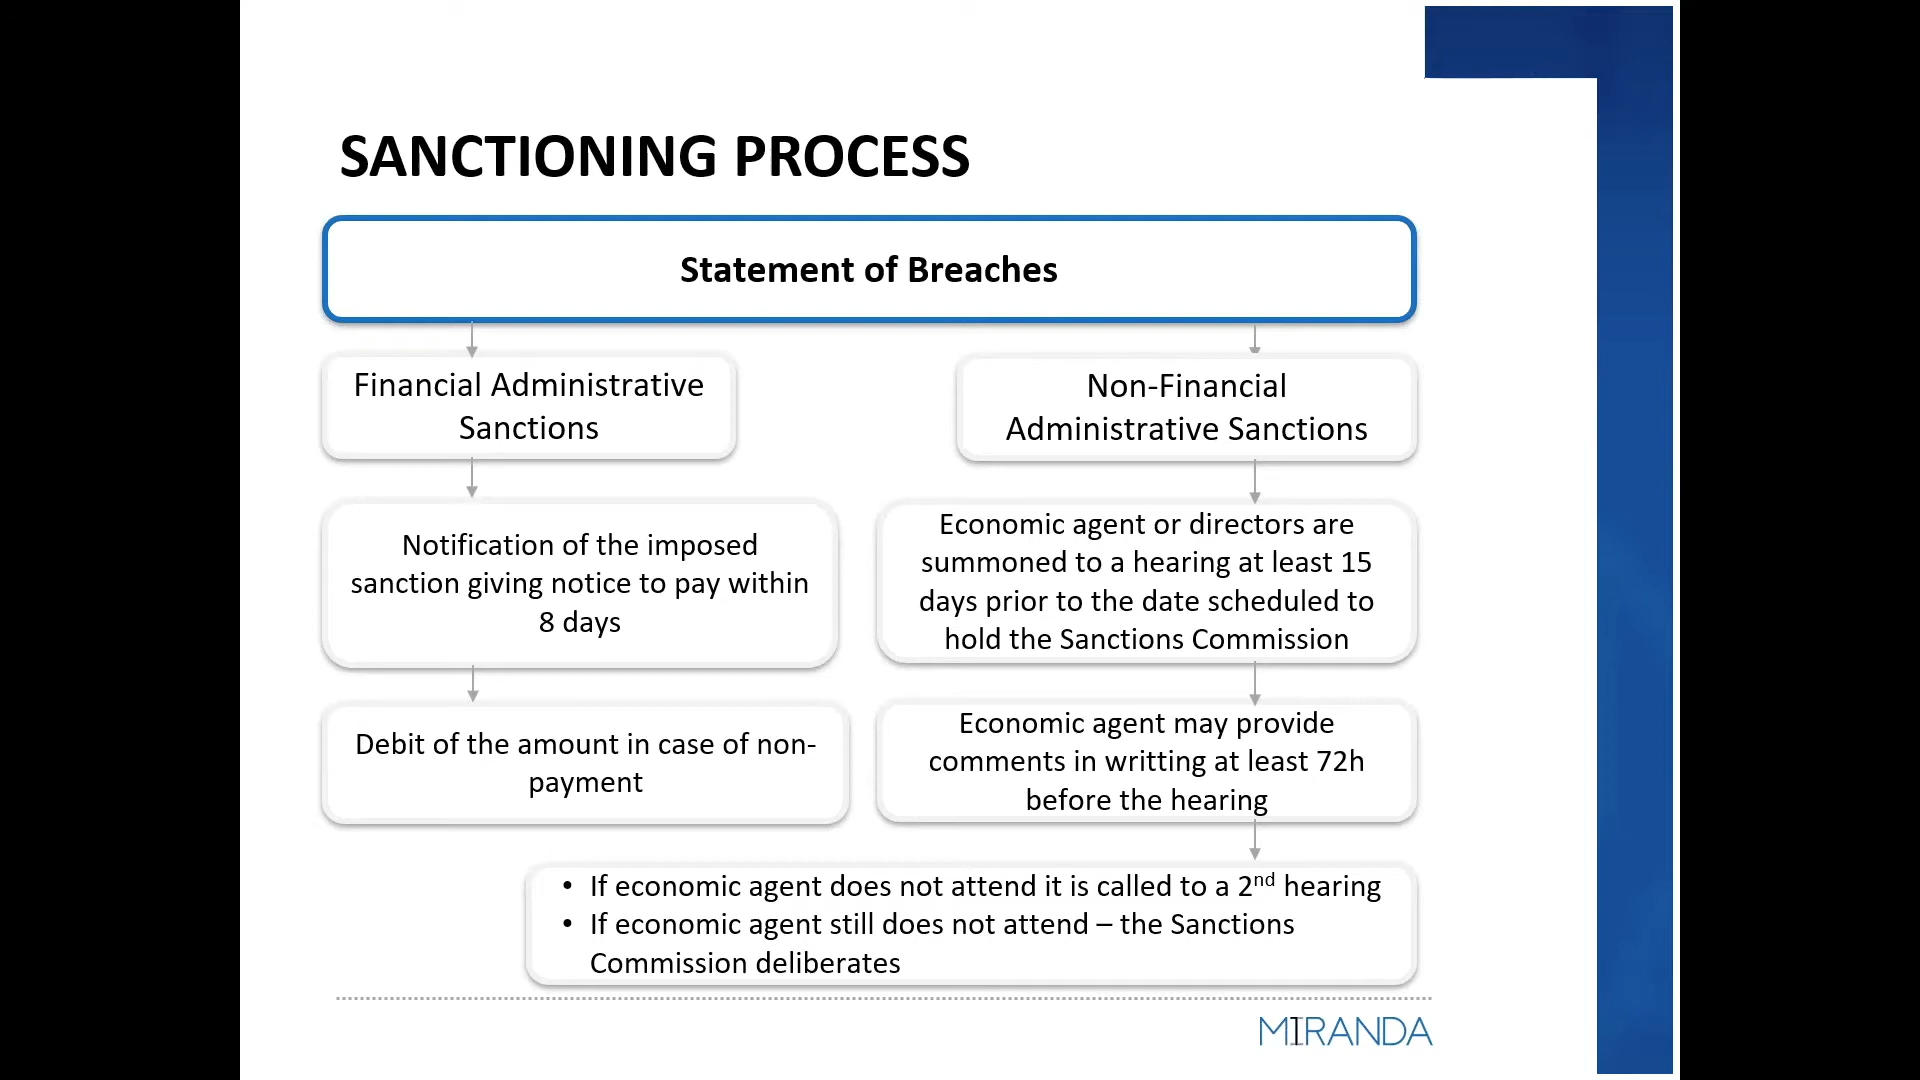 SANCTIONING PROCESS
Statement of Breaches
Financial Administrative
Sanctions
Notification of the imposed
sanction giving notice to pay within
8 days
Debit of the amount in case of non-
payment
Non-Financial
Administrative Sanctions
Economic agent or directors are
summoned to a hearing at least 15
days prior to the date scheduled to
hold the Sanctions Commission
Economic agent may provide
comments in writting at least 72h
before the hearing
• If economic agent does not attend it is called to a 2nd hearing
• If economic agent still does not attend – the Sanctions
Commission deliberates
MIRANDA